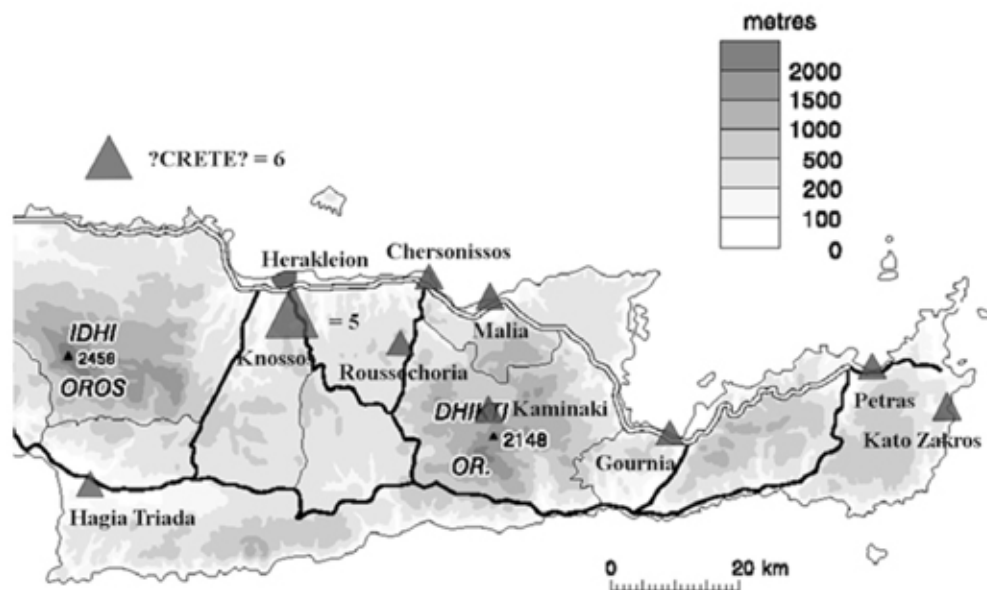 metres
2000
1500
1000
500
200
100
0
?CRETE? = 6
Herakleion
Chersonissos
IDHI
2458
OROS
= 5
Knossos
Malia
Roussochoria
DHIKTI
Kaminaki
2148
OR.
Petras
Kato Zakros
Gournia
Hagia Triada
0 20 km